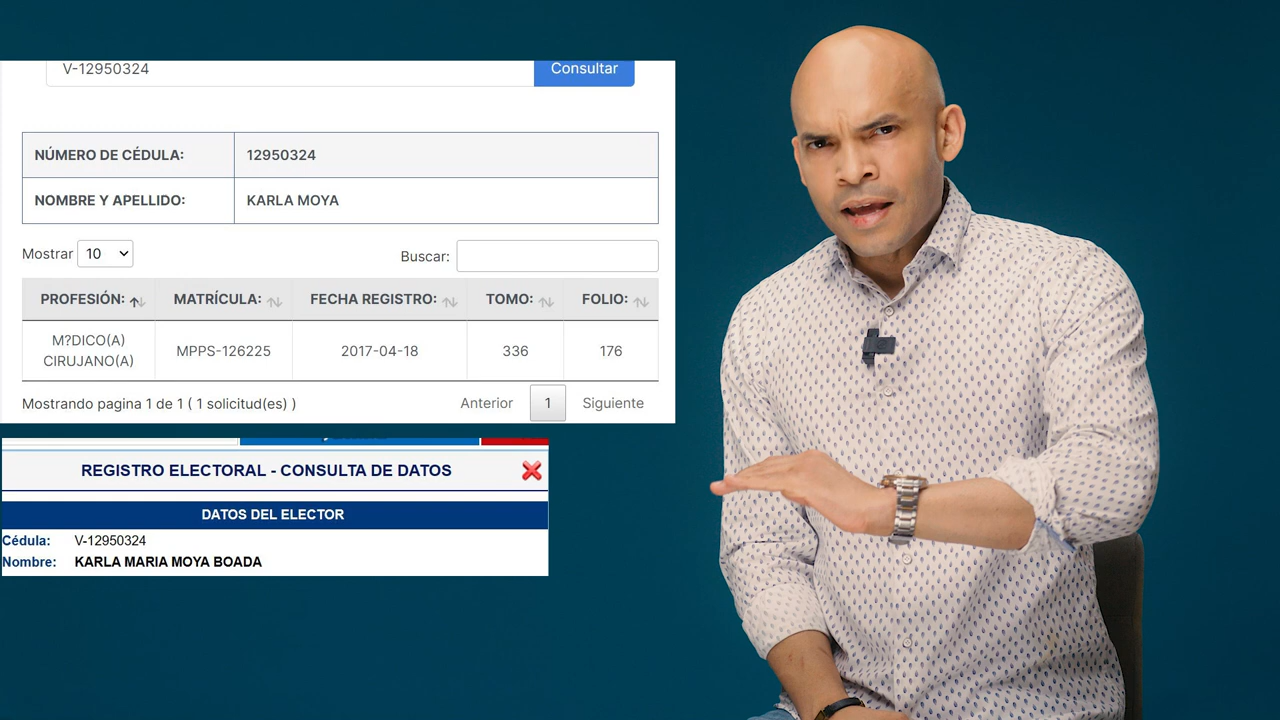 V-12950324 Consultar
NÚMERO DE CÉDULA: 12950324
NOMBRE Y APELLIDO: KARLA MOYA
Mostrar 10 Buscar:
PROFESIÓN: MATRÍCULA: FECHA REGISTRO: TOMO: FOLIO:
M?DICO(A)
CIRUJANO(A) MPPS-126225 2017-04-18 336 176
Mostrando pagina 1 de 1 ( 1 solicitud(es) ) Anterior 1 Siguiente
REGISTRO ELECTORAL - CONSULTA DE DATOS
DATOS DEL ELECTOR
Cédula: V-12950324
Nombre: KARLA MARIA MOYA BOADA